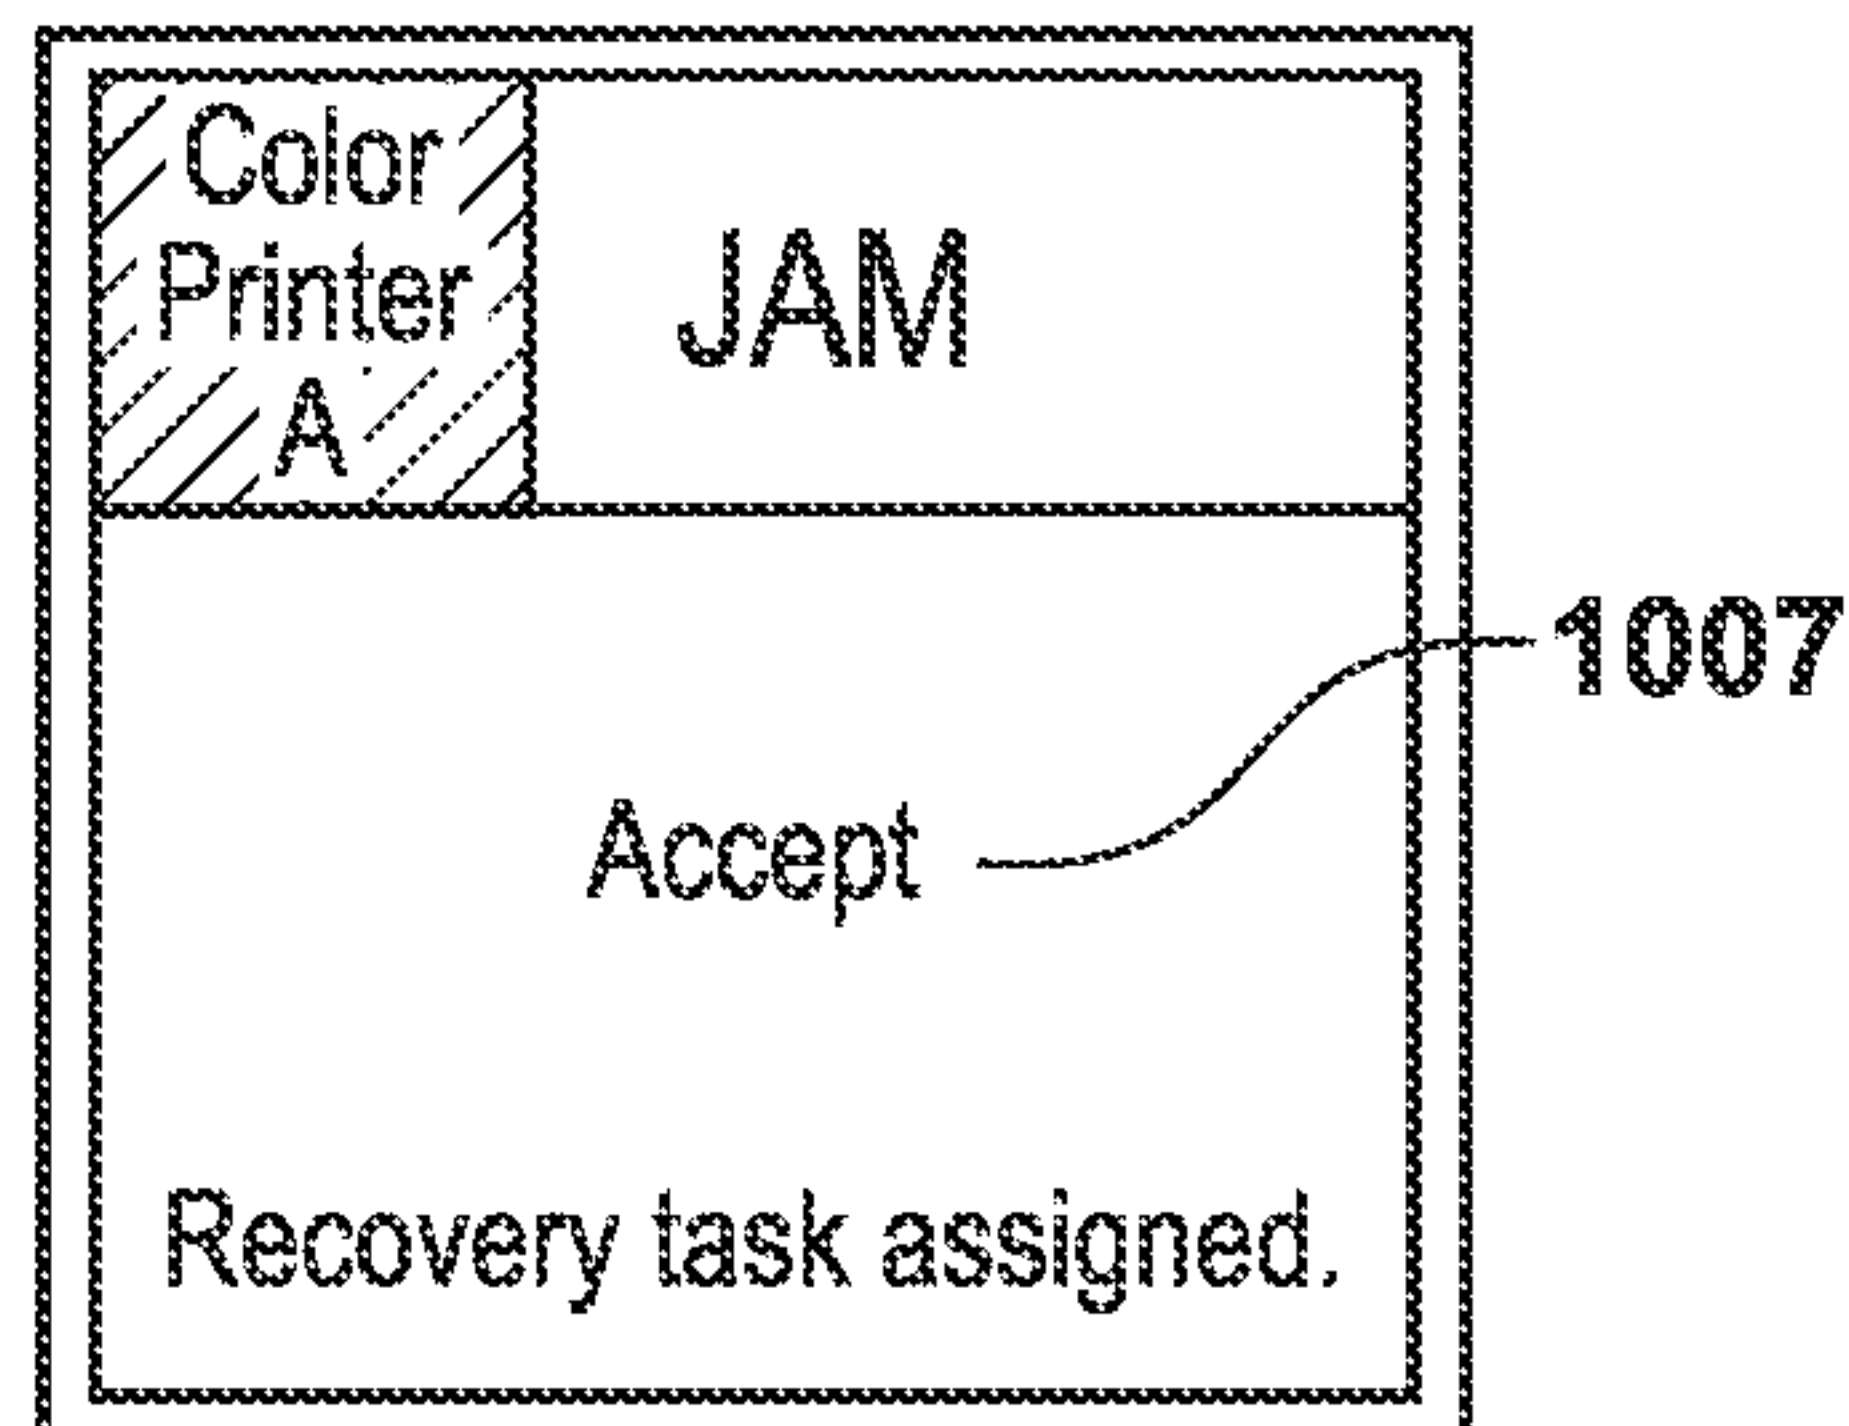 Color
Printer
A
JAM
1007
Accept
Recovery task assigned.